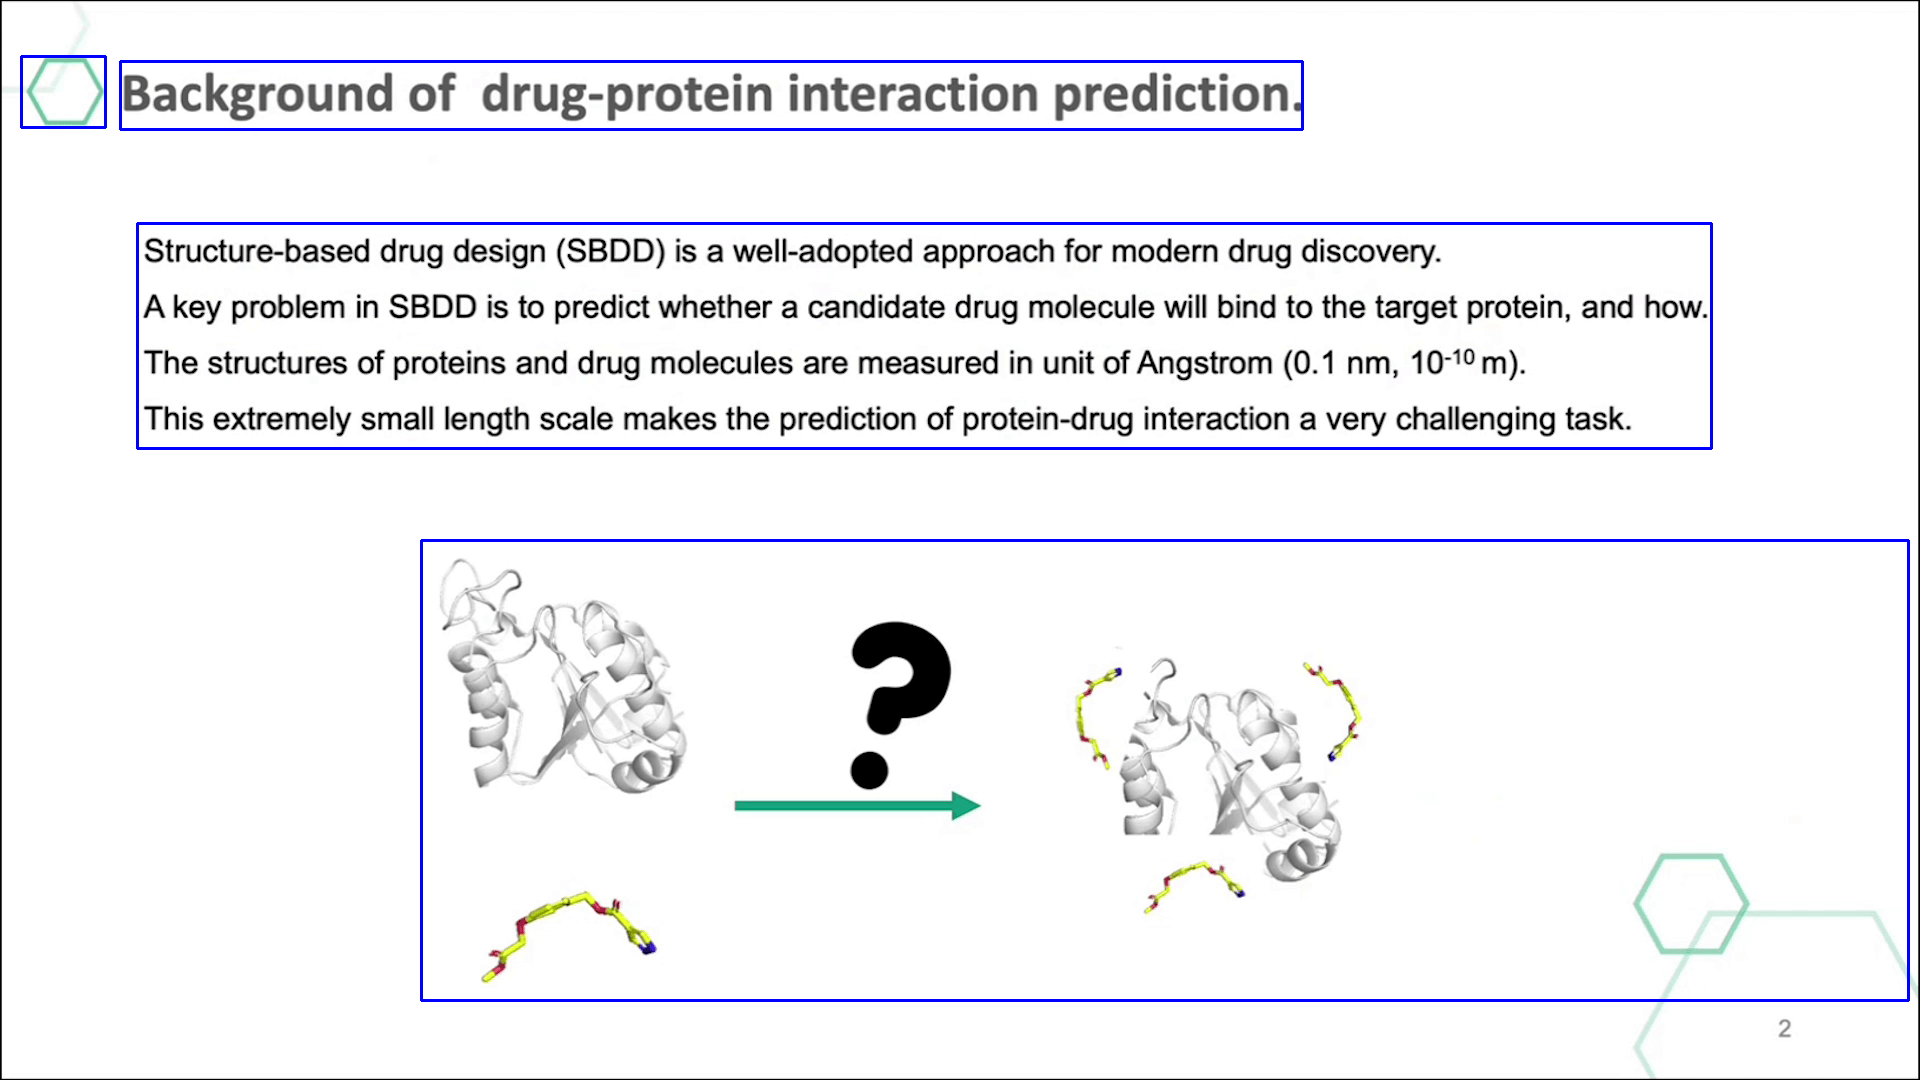 Background of drug-protein interaction prediction.
Structure-based drug design (SBDD) is a well-adopted approach for modern drug discovery.
A key problem in SBDD is to predict whether a candidate drug molecule will bind to the target protein, and how.
The structures of proteins and drug molecules are measured in unit of Angstrom (0.1 nm, 10⁻¹⁰ m).
This extremely small length scale makes the prediction of protein-drug interaction a very challenging task.
?
2